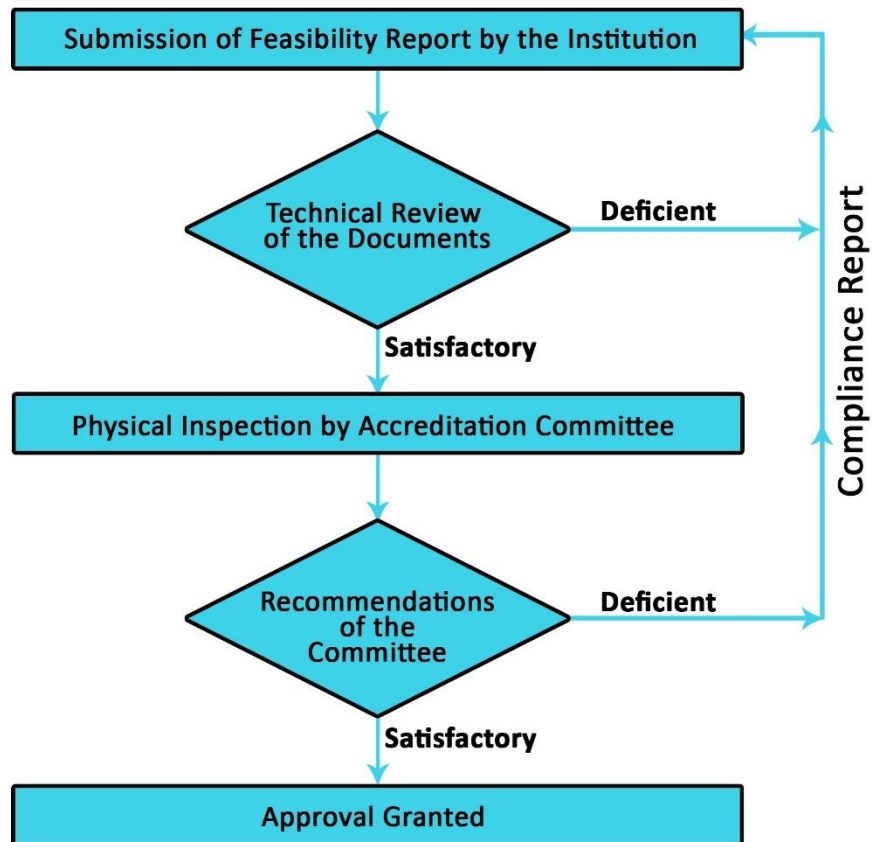 Submission of Feasibility Report by the Institution
Technical Review
of the Documents
Deficient
Satisfactory
Physical Inspection by Accreditation Committee
Recommendations
of the
Committee
Deficient
Satisfactory
Approval Granted
Compliance Report